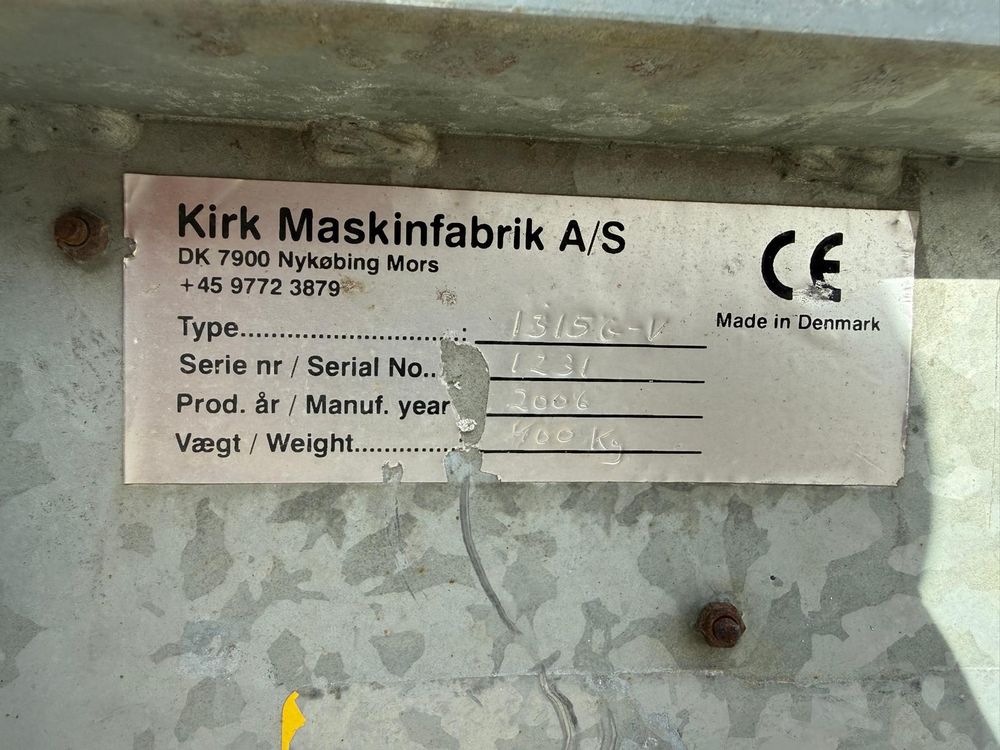 Kirk Maskinfabrik A/S
DK 7900 Nykøbing Mors
+45 9772 3879
CE
Made in Denmark
Type..................................:
Serie nr / Serial No.. 1231
Prod. år / Manuf. year 2006
Vægt / Weight................: 400 Kg